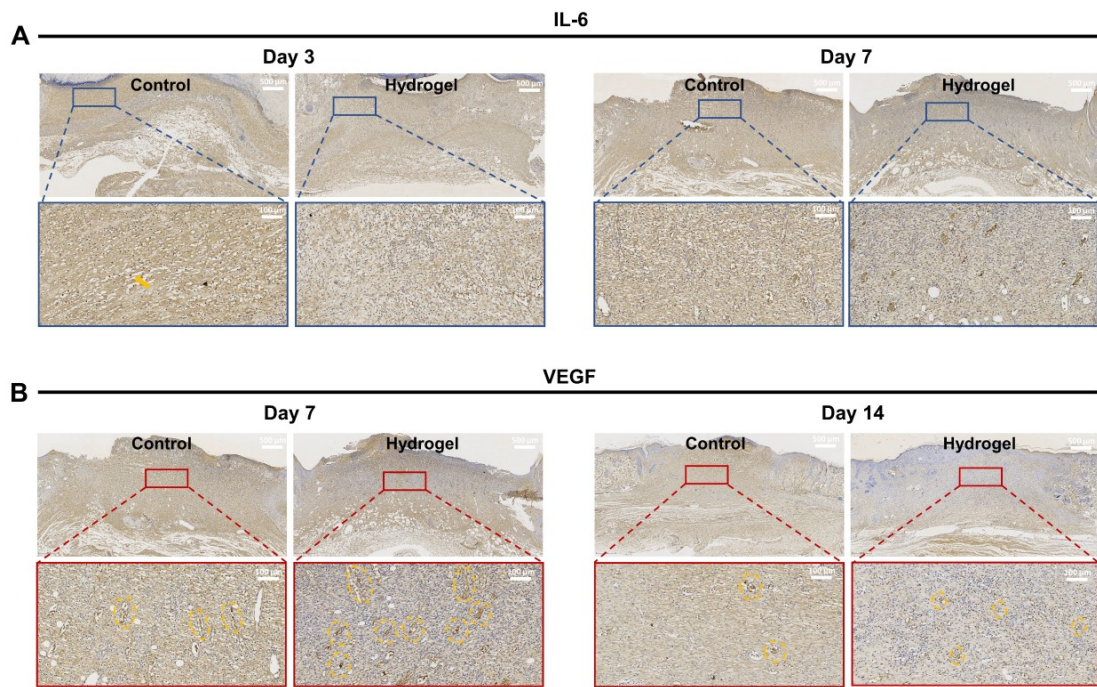 IL-6
A
Day 3
Day 7
Control
Hydrogel
Control
Hydrogel
500 µm
500 µm
500 µm
500 µm
100 µm
100 µm
100 µm
100 µm
VEGF
B
Day 7
Day 14
Control
Hydrogel
Control
Hydrogel
500 µm
500 µm
500 µm
500 µm
100 µm
100 µm
100 µm
100 µm